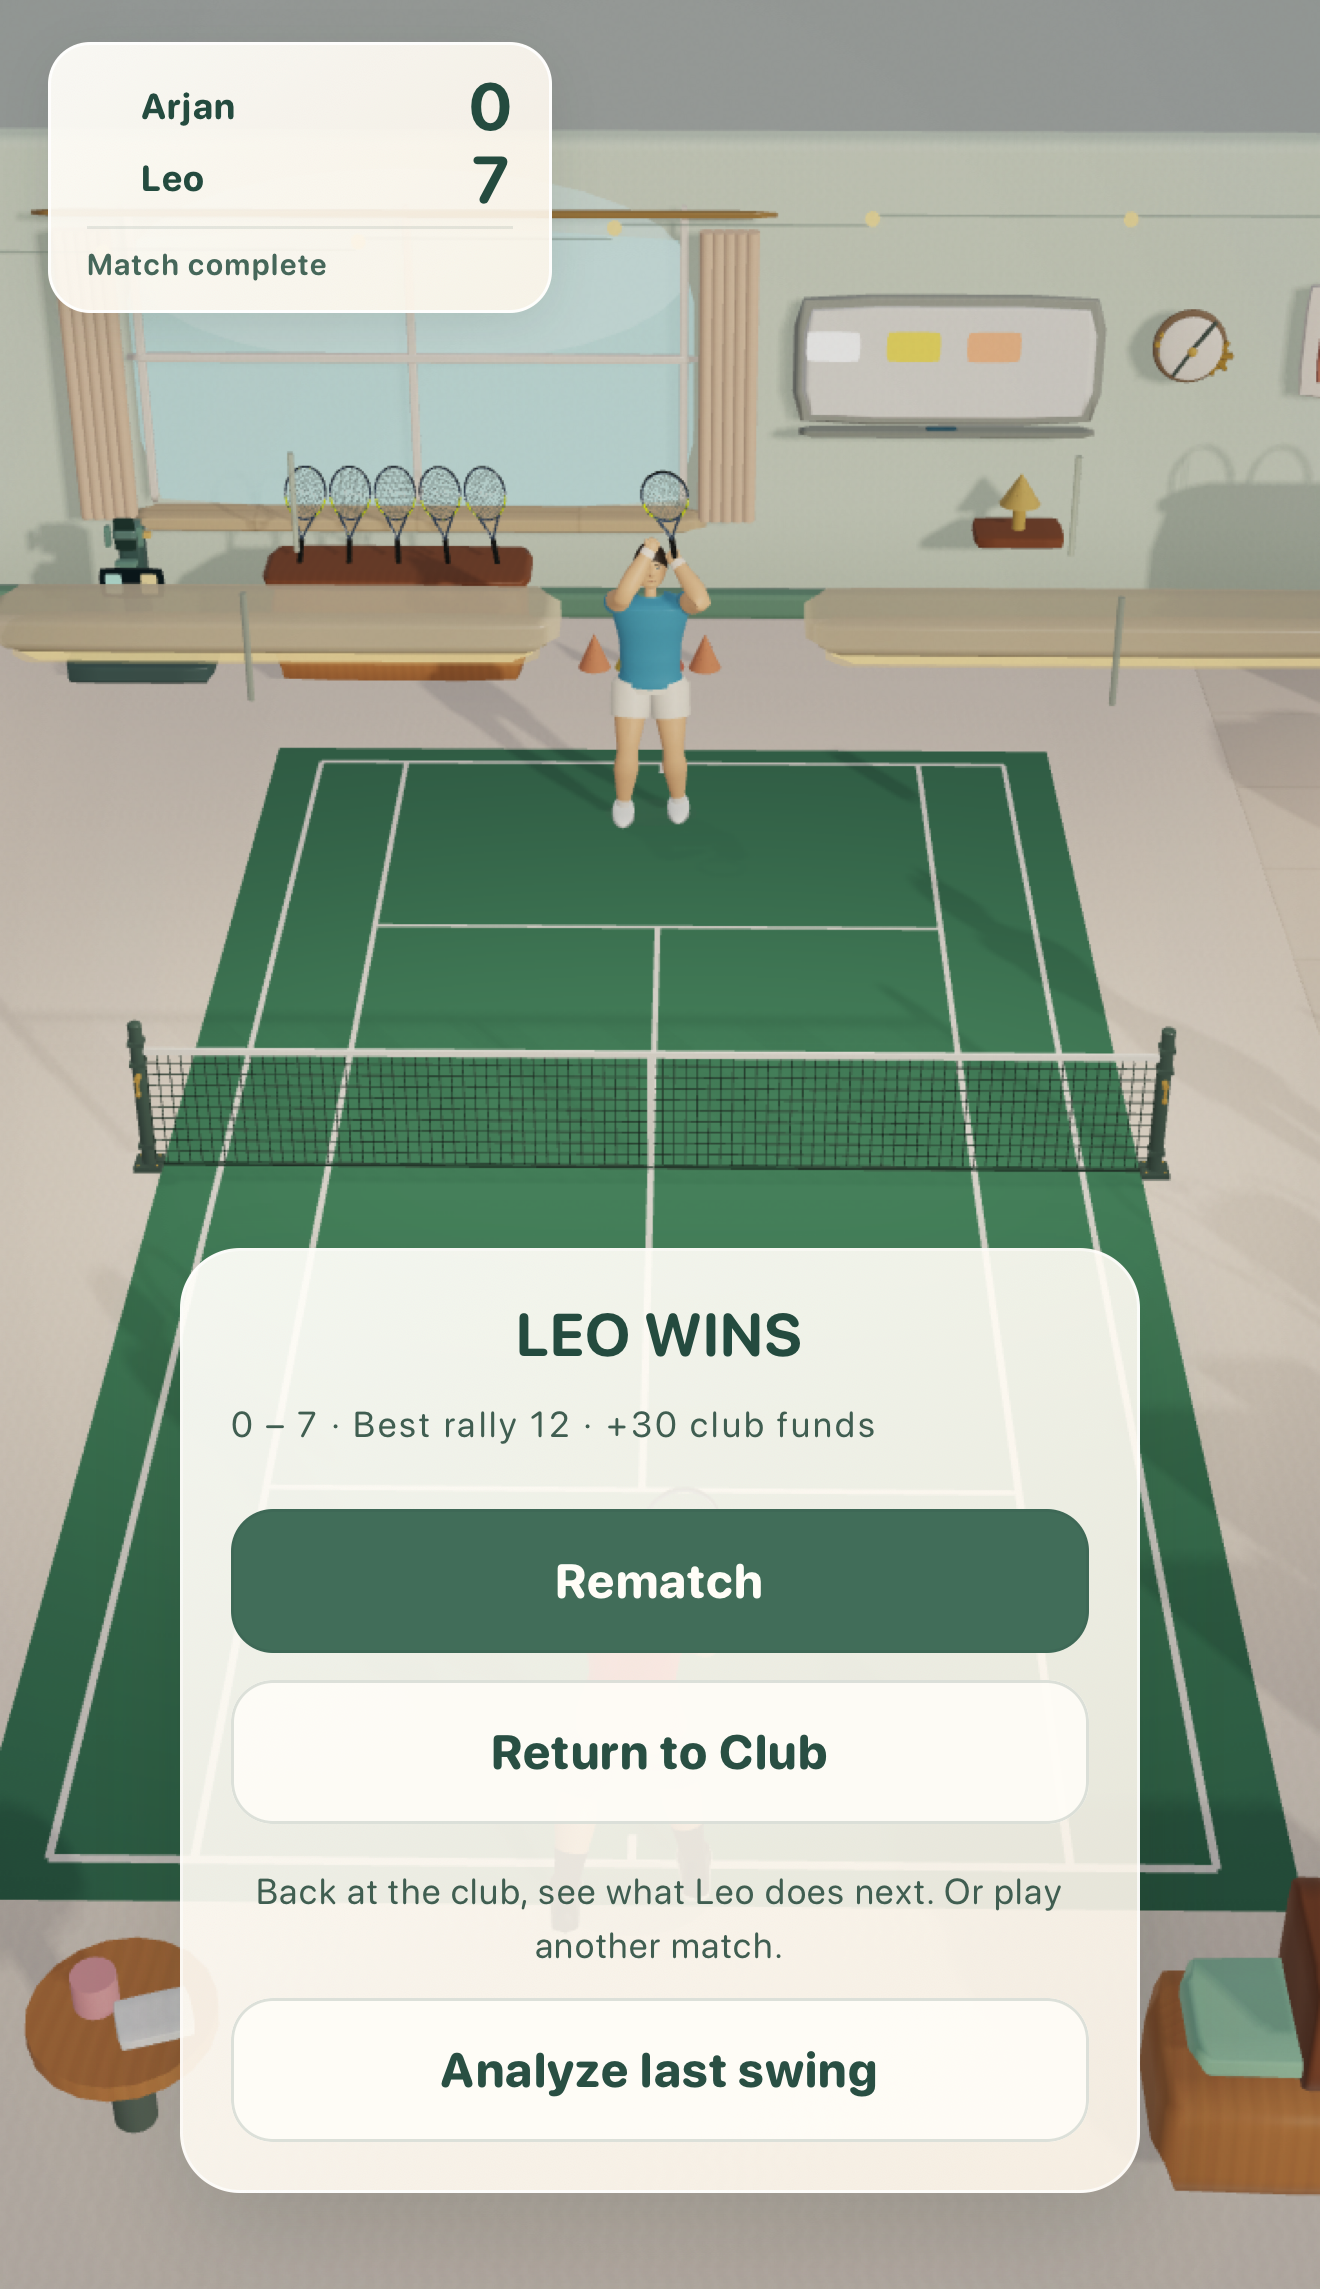 Arjan 0
Leo 7
Match complete
LEO WINS
0 – 7 · Best rally 12 · +30 club funds
Rematch
Return to Club
Back at the club, see what Leo does next. Or play
another match.
Analyze last swing